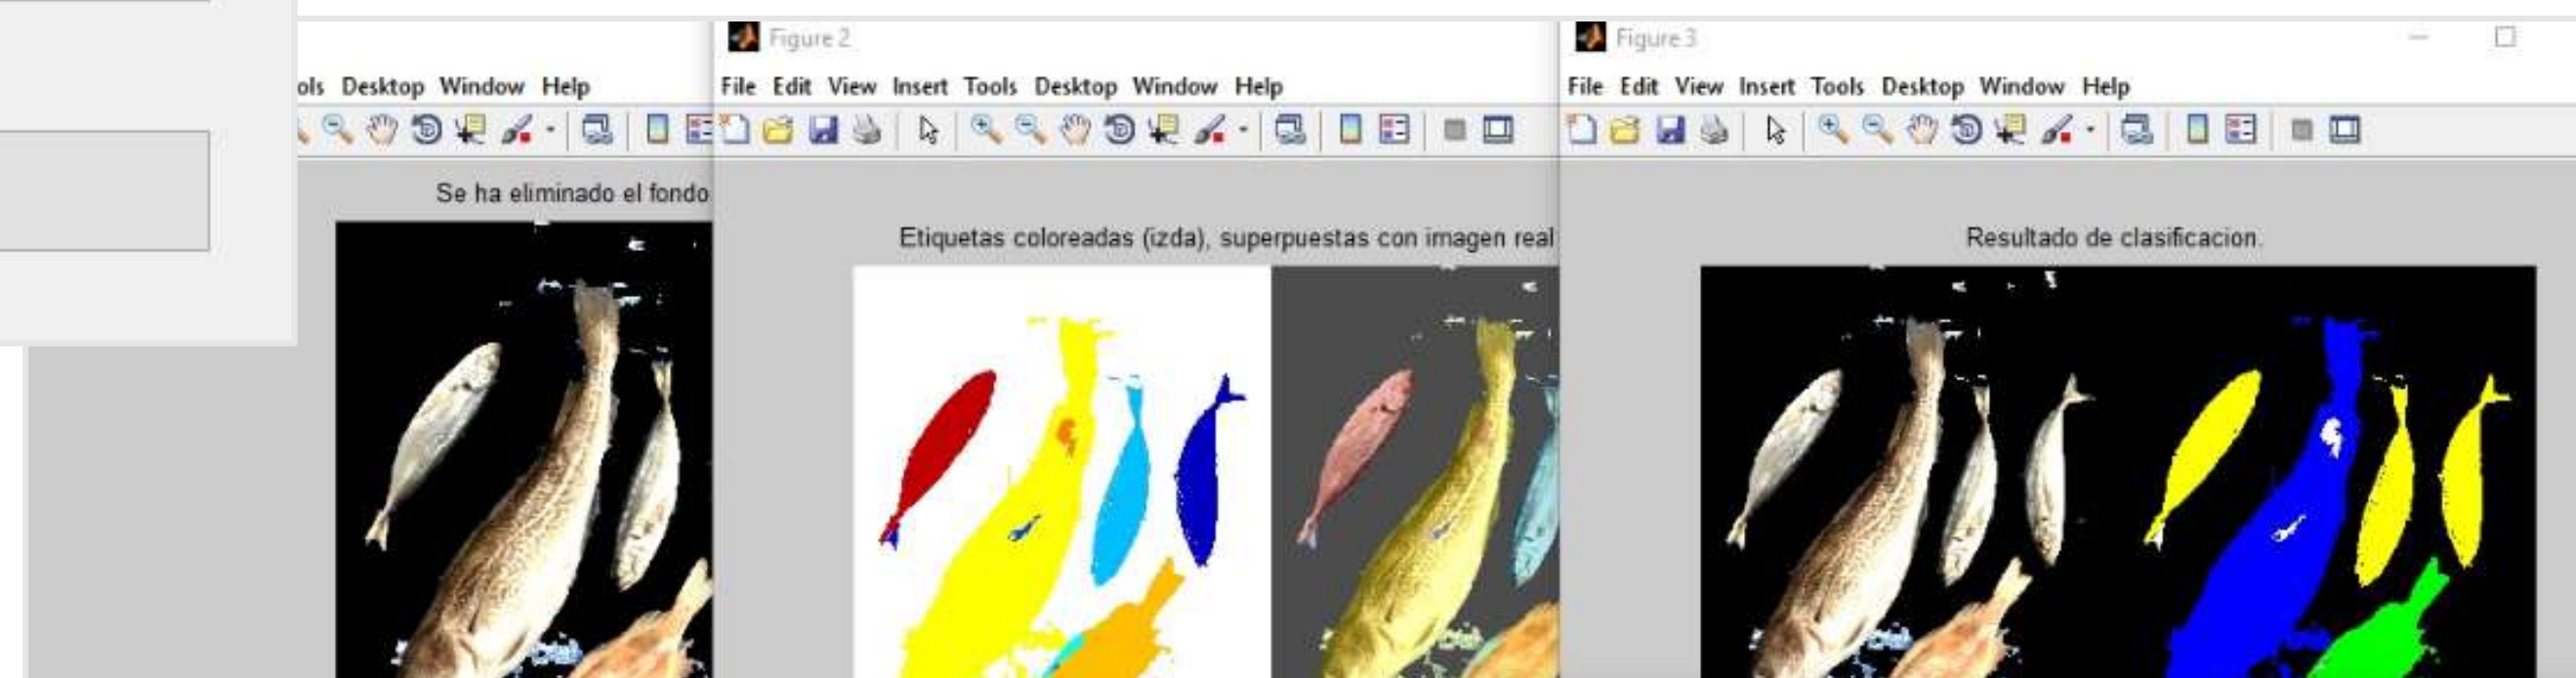 Figure 2
Figure 3
ols Desktop Window Help
File Edit View Insert Tools Desktop Window Help
File Edit View Insert Tools Desktop Window Help
Se ha eliminado el fondo
Etiquetas coloreadas (izda), superpuestas con imagen real
Resultado de clasificacion.